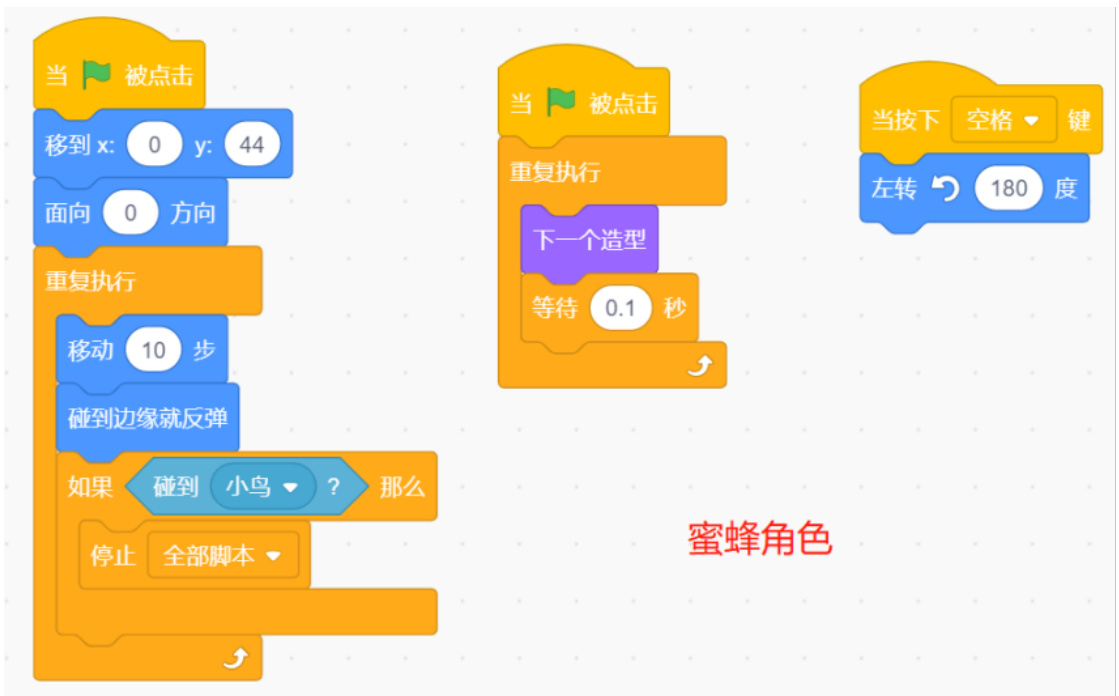 当 被点击
移到 x: 0 y: 44
面向 0 方向
重复执行
移动 10 步
碰到边缘就反弹
如果 碰到 小鸟 ? 那么
停止 全部脚本
当 被点击
重复执行
下一个造型
等待 0.1 秒
当按下 空格 键
左转 180 度
蜜蜂角色